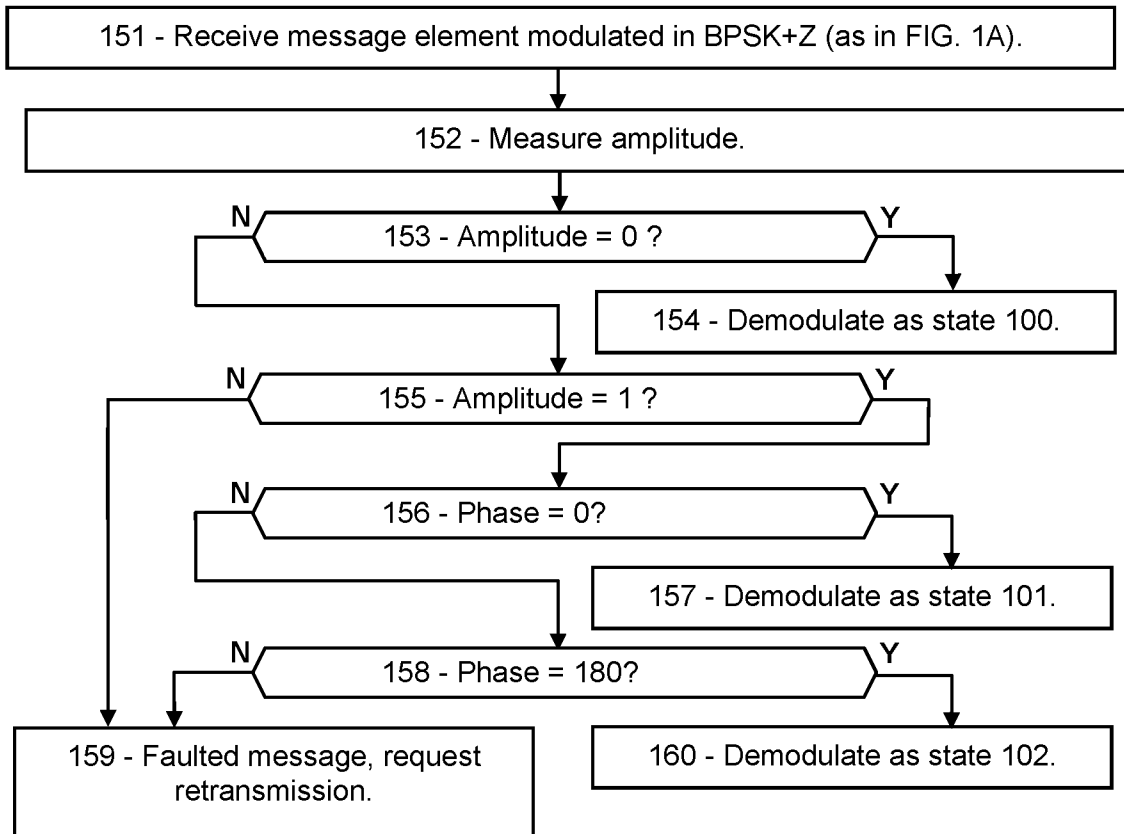 151 - Receive message element modulated in BPSK+Z (as in FIG. 1A).
152 - Measure amplitude.
N
153 - Amplitude = 0 ?
Y
154 - Demodulate as state 100.
N
155 - Amplitude = 1 ?
Y
N
156 - Phase = 0?
Y
157 - Demodulate as state 101.
N
158 - Phase = 180?
Y
159 - Faulted message, request
retransmission.
160 - Demodulate as state 102.